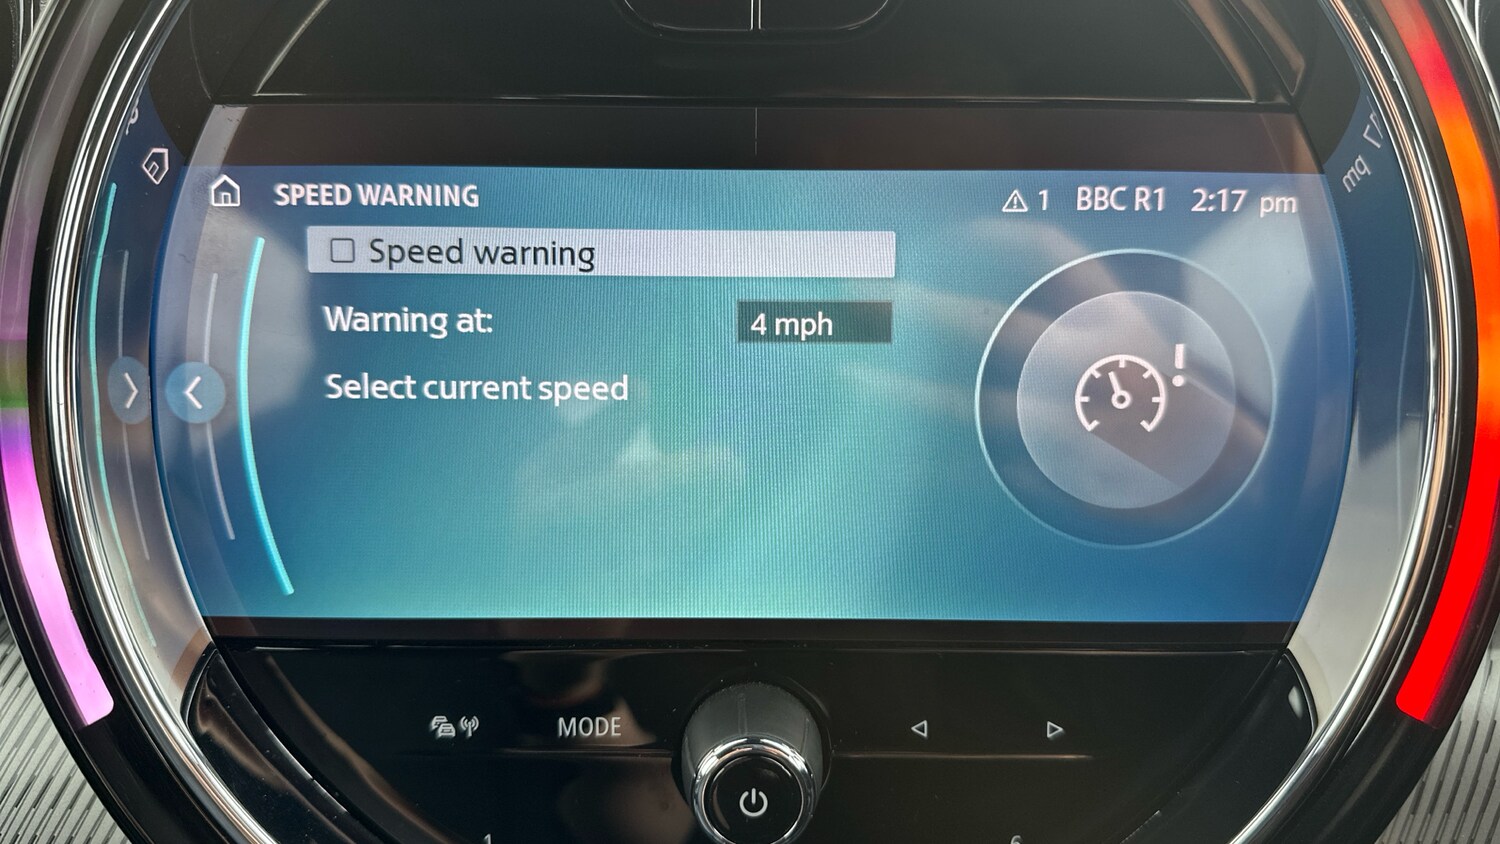 SPEED WARNING
1 BBC R1 2:17 pm
Speed warning
Warning at: 4 mph
Select current speed
MODE